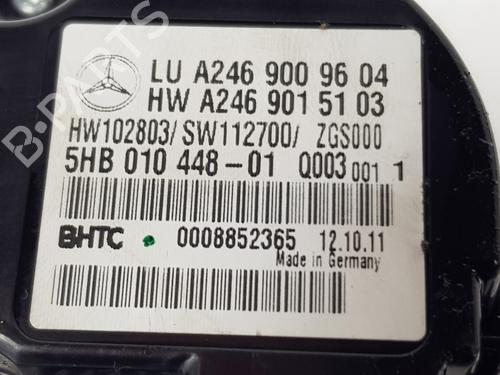 LU A246 900 96 04
HW A246 901 51 03
HW102803/ SW112700/ ZGS000
5HB 010 448-01 Q003 001 1
BHTC 0008852365 12.10.11
Made in Germany
B-PARTS